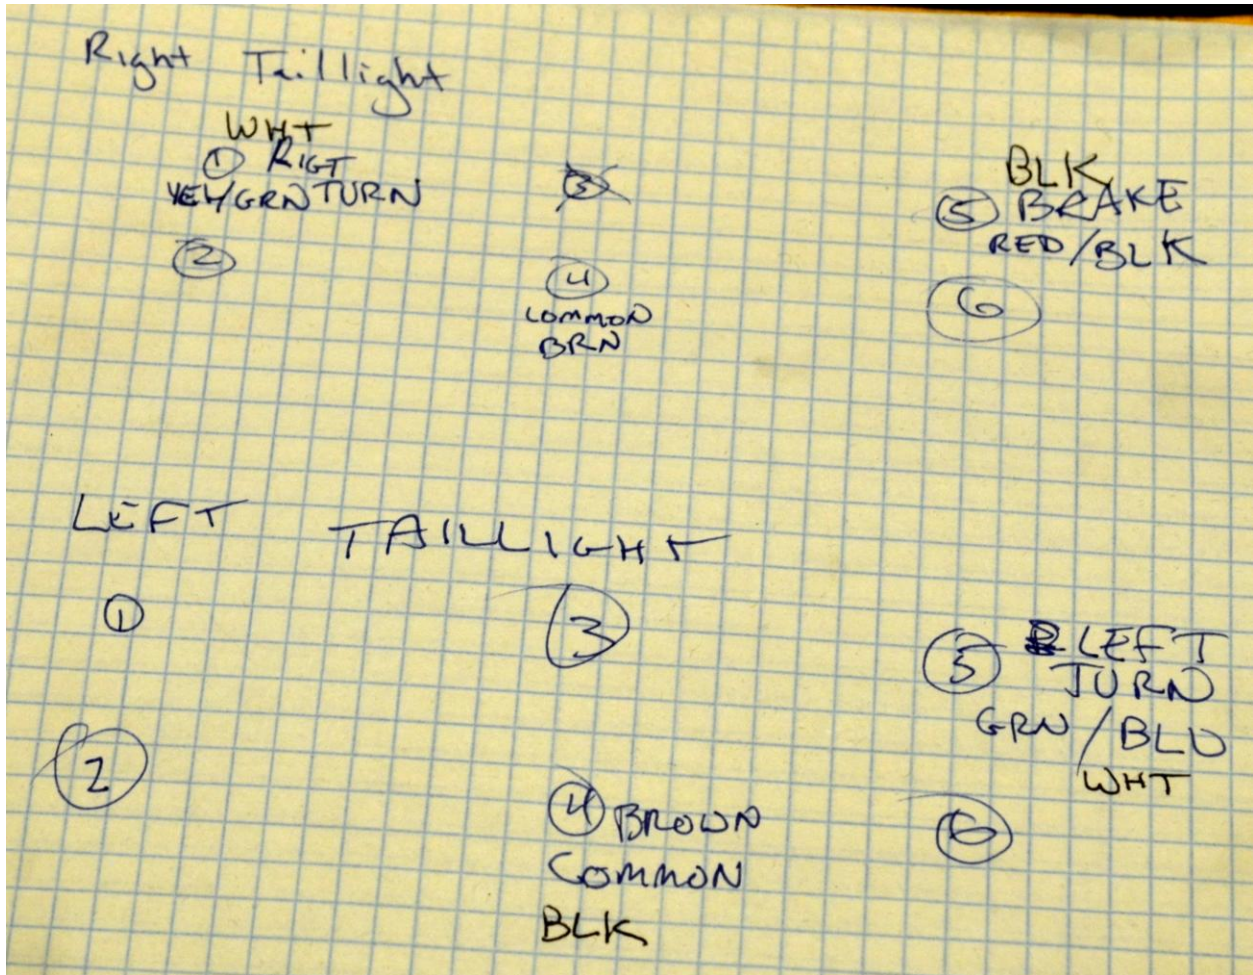 Right Taillight
WHT
① RIGT
YEL/GRN TURN
②
③
④
COMMON
BRN
BLK
⑤ BRAKE
RED/BLK
⑥
LEFT TAILLIGHT
①
②
③
④ BROWN
COMMON
BLK
⑤ LEFT
TURN
GRN/BLU
WHT
⑥